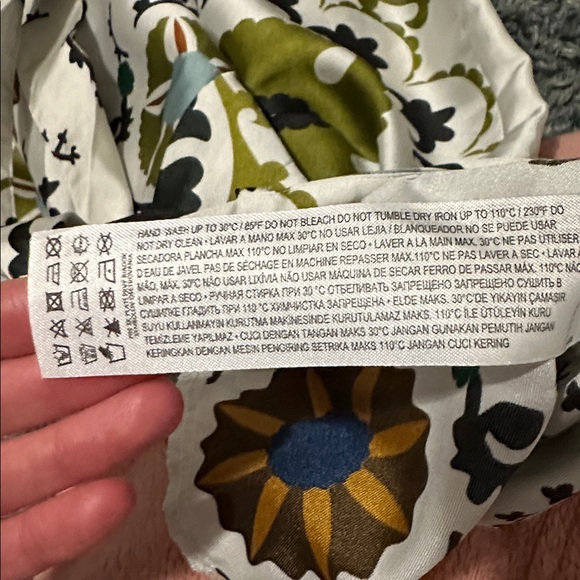 HAND WASH UP TO 30°C / 85°F DO NOT BLEACH DO NOT TUMBLE DRY IRON UP TO 110°C / 230°F DO
NOT DRY CLEAN • LAVAR A MANO MAX. 30°C NO USAR LEJIA / BLANQUEADOR NO SE PUEDE USAR
SECADORA PLANCHA MAX. 110°C NO LIMPIAR EN SECO • LAVER A LA MAIN MAX. 30°C NE PAS UTILISER
D'EAU DE JAVEL PAS DE SÉCHAGE EN MACHINE REPASSER MAX. 110°C NE PAS LAVER A SEC • LAVAR A
MÃO, MÁX. 30°C NÃO USAR LIXÍVIA NÃO USAR MÁQUINA DE SECAR FERRO DE PASSAR MÁX. 110°C NÃO
LIMPAR A SECO • РУЧНАЯ СТИРКА ПРИ 30 °C ОТБЕЛИВАТЬ ЗАПРЕЩЕНО ЗАПРЕЩЕНО СУШИТЬ В
СУШИТКЕ ГЛАДИТЬ ПРИ 110 °C ХИМЧИСТКА ЗАПРЕЩЕНА • ELDE MAKS. 30°C'DE YIKAYIN ÇAMAŞIR
SUYU KULLANMAYIN KURUTMA MAKİNESİNDE KURUTULAMAZ MAKS. 110°C İLE ÜTÜLEYİN KURU
TEMİZLEME YAPILMAZ • CUCI DENGAN TANGAN MAKS 30°C JANGAN GUNAKAN PEMUTIH JANGAN
KERINGKAN DENGAN MESIN PENGIRING SETRIKA MAKS 110°C JANGAN CUCI KERING